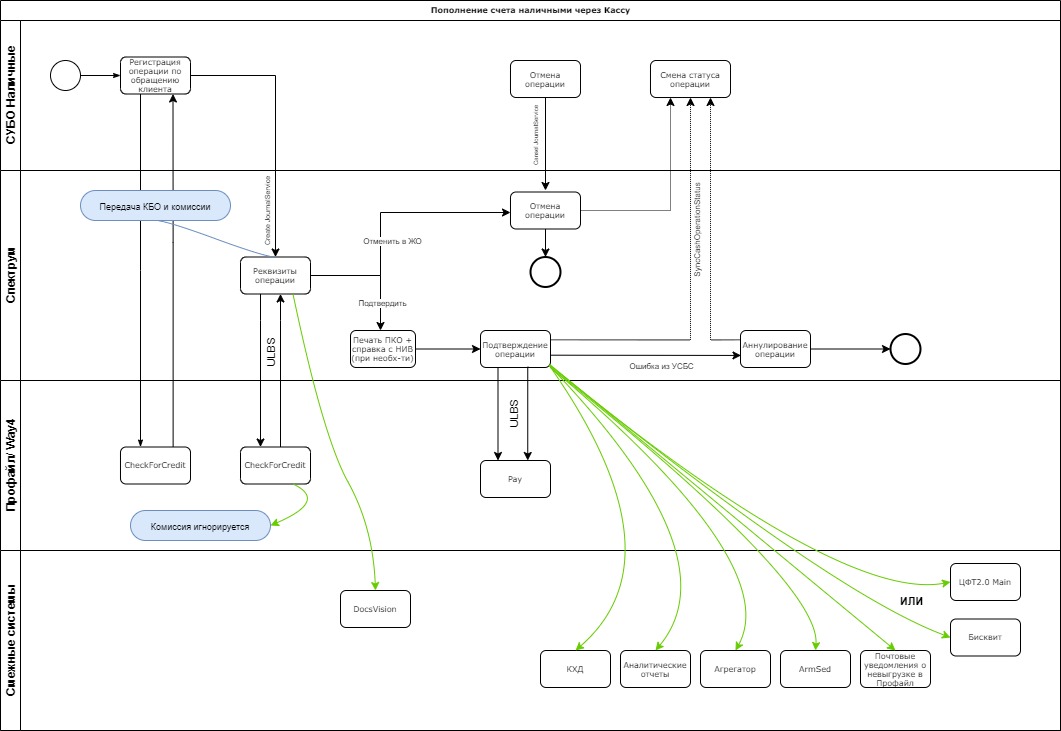 Пополнение счета наличными через Кассу
СУБО Наличные
Регистрация
операции по
обращению
клиента
Отмена
операции
Смена статуса
операции
Cancel JournalService
Create JournalService
Спектрум
Передача КБО и комиссии
Отмена
операции
SyncCashOperationStatus
Отменить в ЖО
Реквизиты
операции
Подтвердить
ULBS
Печать ПКО +
справка с НИВ
(при необх-ти)
Подтверждение
операции
Аннулирование
операции
Ошибка из УСБС
Профайл/ Way4
ULBS
CheckForCredit
CheckForCredit
Pay
Комиссия игнорируется
Смежные системы
DocsVision
ЦФТ2.0 Main
ИЛИ
Бисквит
КХД
Аналитические
отчеты
Агрегатор
ArmSed
Почтовые
уведомления о
невыгрузке в
Профайл